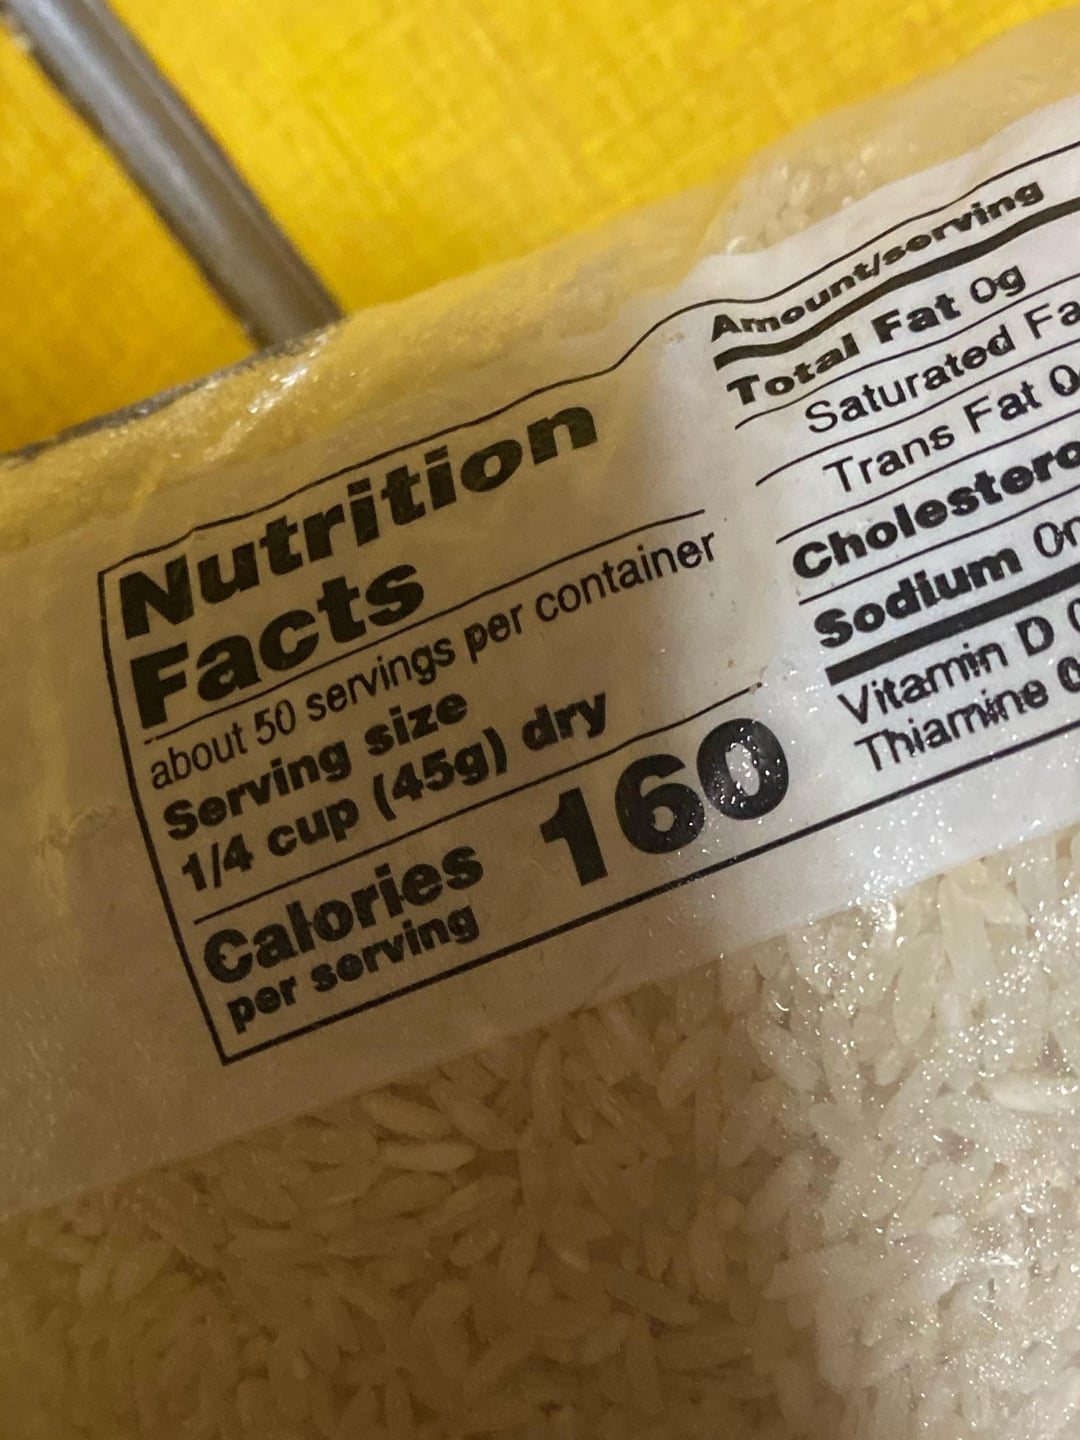 Nutrition
Facts
about 50 servings per container
Serving size
1/4 cup (45g) dry
Calories 160
per serving
Amount/serving
Total Fat 0g
Saturated
Trans Fat
Sodium
Vitamin D
Thiamine